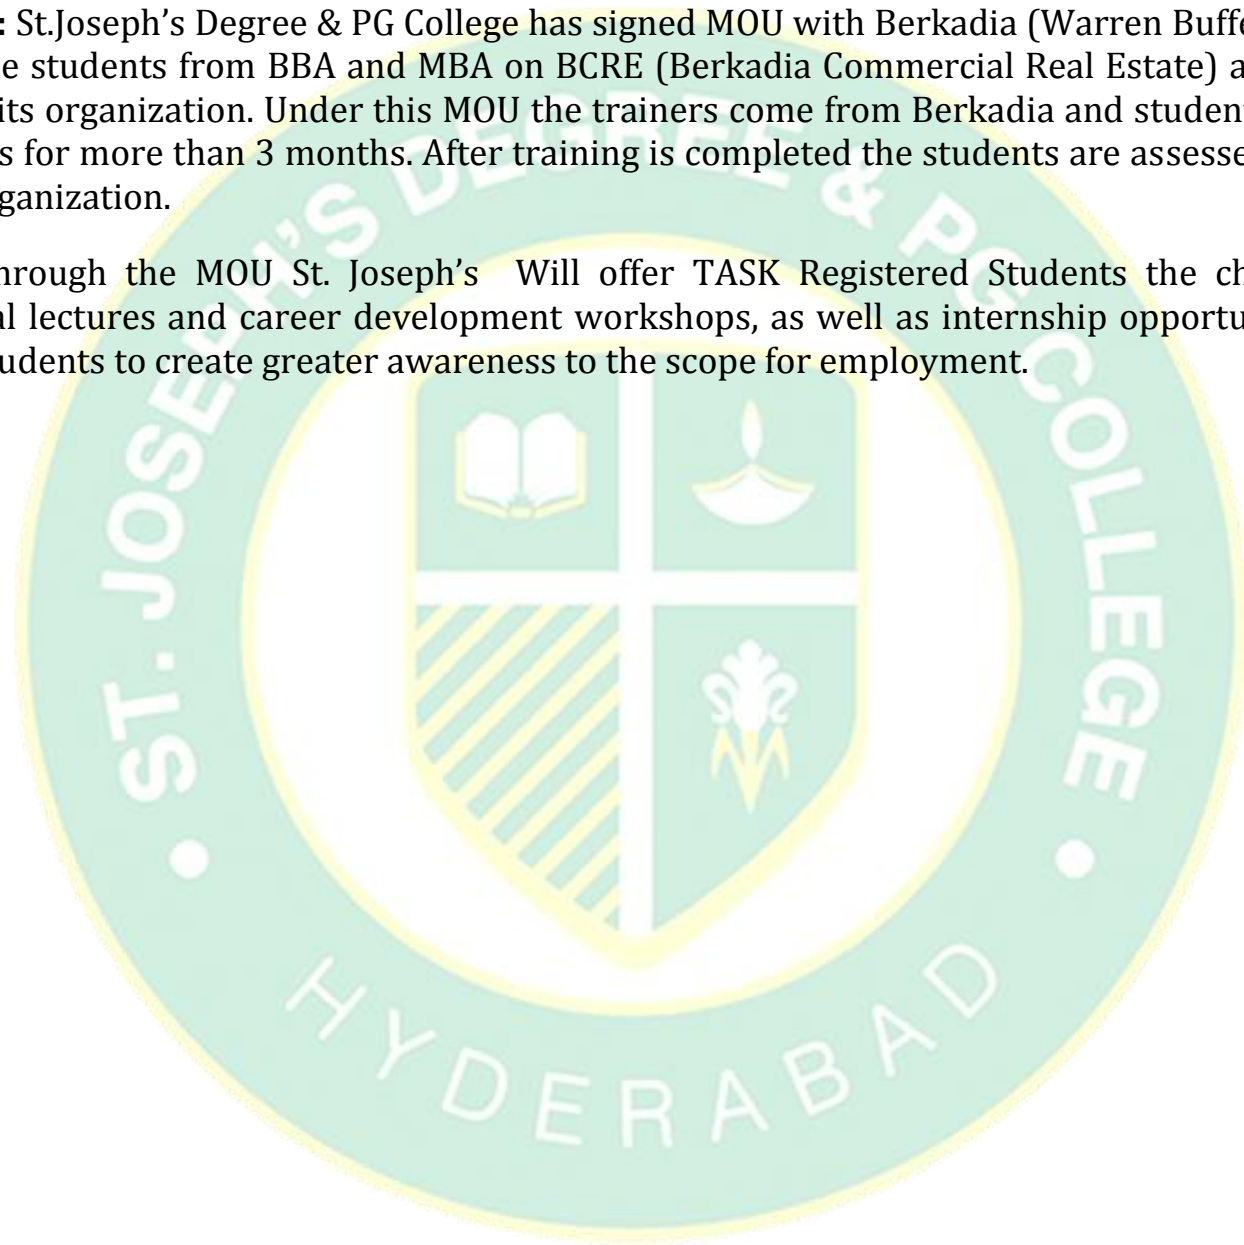 : St.Joseph’s Degree & PG College has signed MOU with Berkadia (Warren Buffe
e students from BBA and MBA on BCRE (Berkadia Commercial Real Estate) a
its organization. Under this MOU the trainers come from Berkadia and student
s for more than 3 months. After training is completed the students are assesse
ganization.
hrough the MOU St. Joseph’s Will offer TASK Registered Students the ch
al lectures and career development workshops, as well as internship opportu
udents to create greater awareness to the scope for employment.
ST. JOSEPH'S DEGREE & PG COLLEGE
HYDERABAD